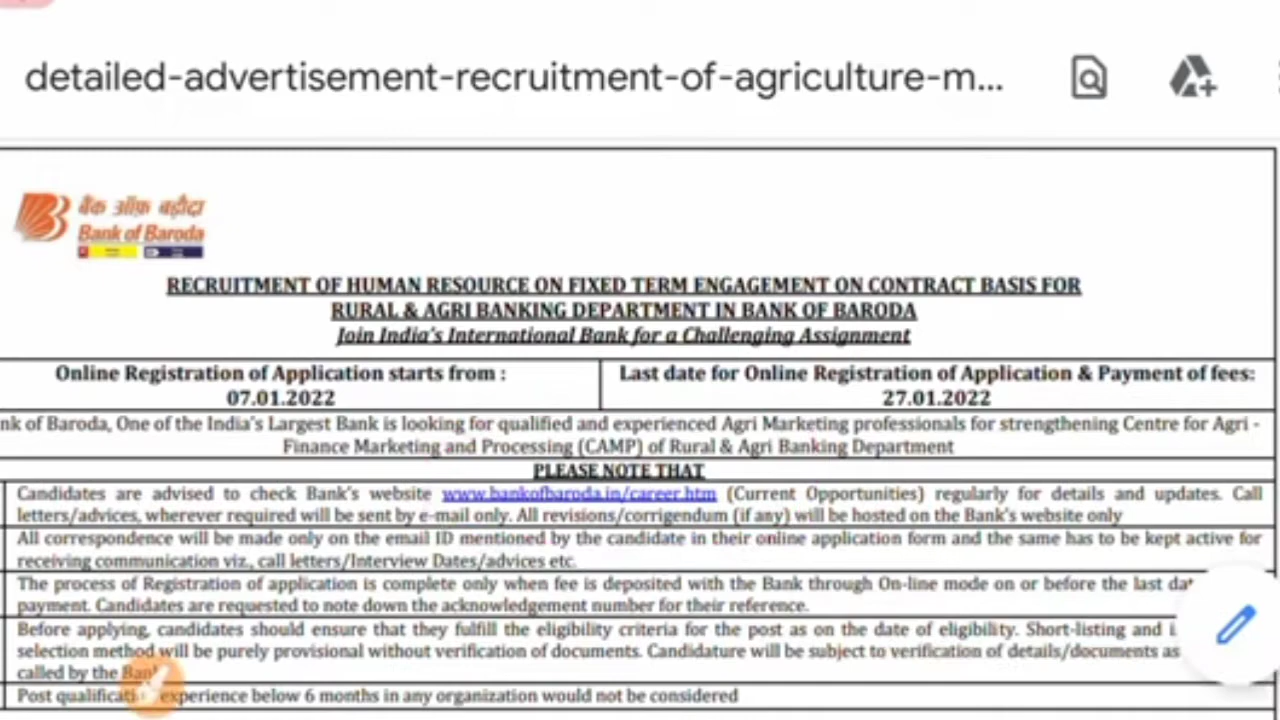 detailed-advertisement-recruitment-of-agriculture-m...
बैंक ऑफ़ बड़ौदा
Bank of Baroda
RECRUITMENT OF HUMAN RESOURCE ON FIXED TERM ENGAGEMENT ON CONTRACT BASIS FOR
RURAL & AGRI BANKING DEPARTMENT IN BANK OF BARODA
Join India's International Bank for a Challenging Assignment
Online Registration of Application starts from :
07.01.2022
Last date for Online Registration of Application & Payment of fees:
27.01.2022
nk of Baroda, One of the India's Largest Bank is looking for qualified and experienced Agri Marketing professionals for strengthening Centre for Agri -
Finance Marketing and Processing (CAMP) of Rural & Agri Banking Department
PLEASE NOTE THAT
Candidates are advised to check Bank's website www.bankofbaroda.in/career.htm (Current Opportunities) regularly for details and updates. Call
letters/advices, wherever required will be sent by e-mail only. All revisions/corrigendum (if any) will be hosted on the Bank's website only
All correspondence will be made only on the email ID mentioned by the candidate in their online application form and the same has to be kept active for
receiving communication viz., call letters/Interview Dates/advices etc.
The process of Registration of application is complete only when fee is deposited with the Bank through On-line mode on or before the last dat
payment. Candidates are requested to note down the acknowledgement number for their reference.
Before applying, candidates should ensure that they fulfill the eligibility criteria for the post as on the date of eligibility. Short-listing and i
selection method will be purely provisional without verification of documents. Candidature will be subject to verification of details/documents as
called by the Bank
Post qualificati experience below 6 months in any organization would not be considered